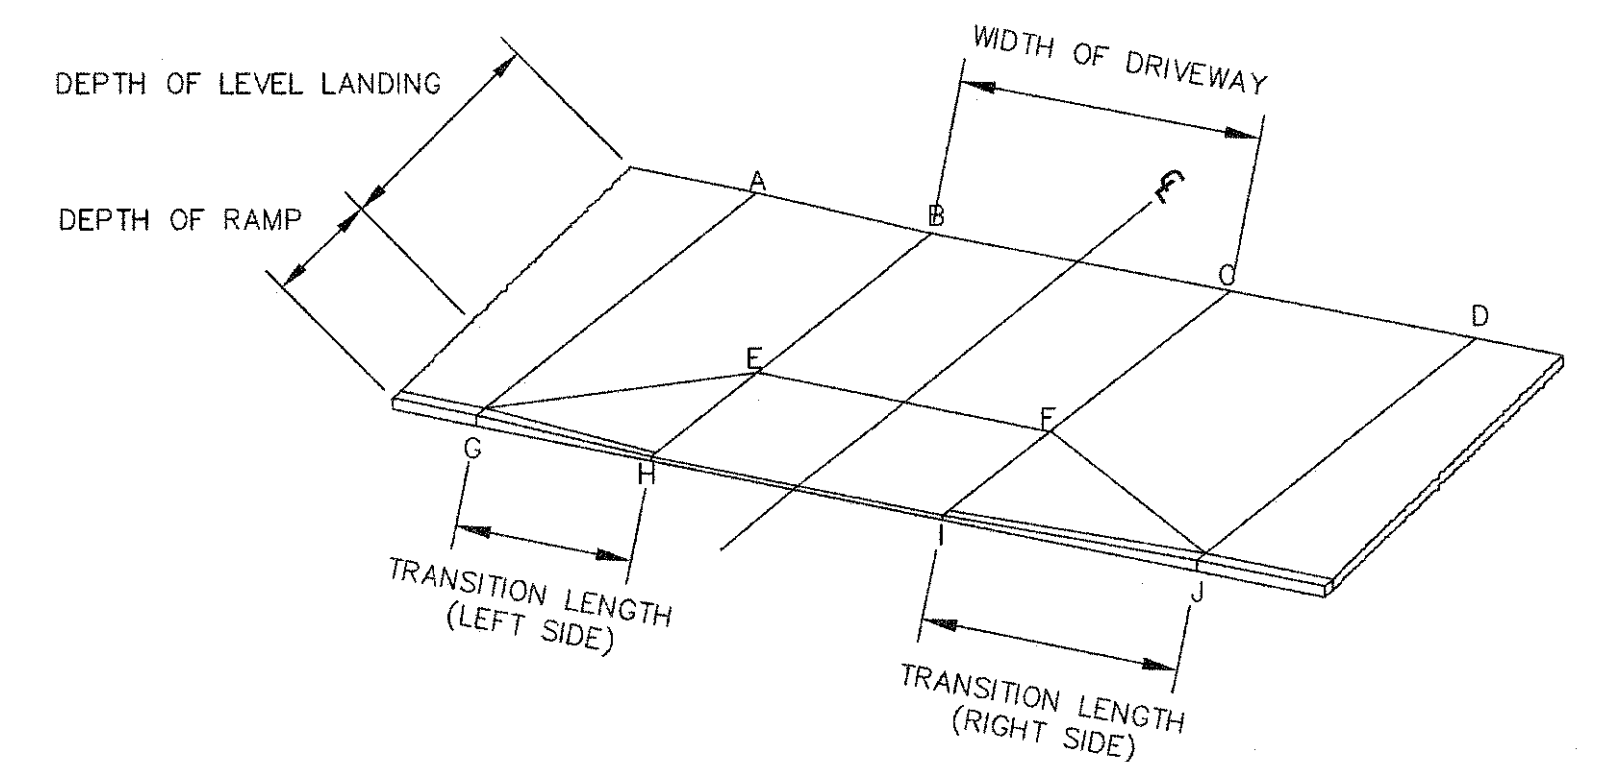 WIDTH OF DRIVEWAY
DEPTH OF LEVEL LANDING
DEPTH OF RAMP
℄
A
B
C
D
E
F
G
H
I
J
TRANSITION LENGTH
(LEFT SIDE)
TRANSITION LENGTH
(RIGHT SIDE)